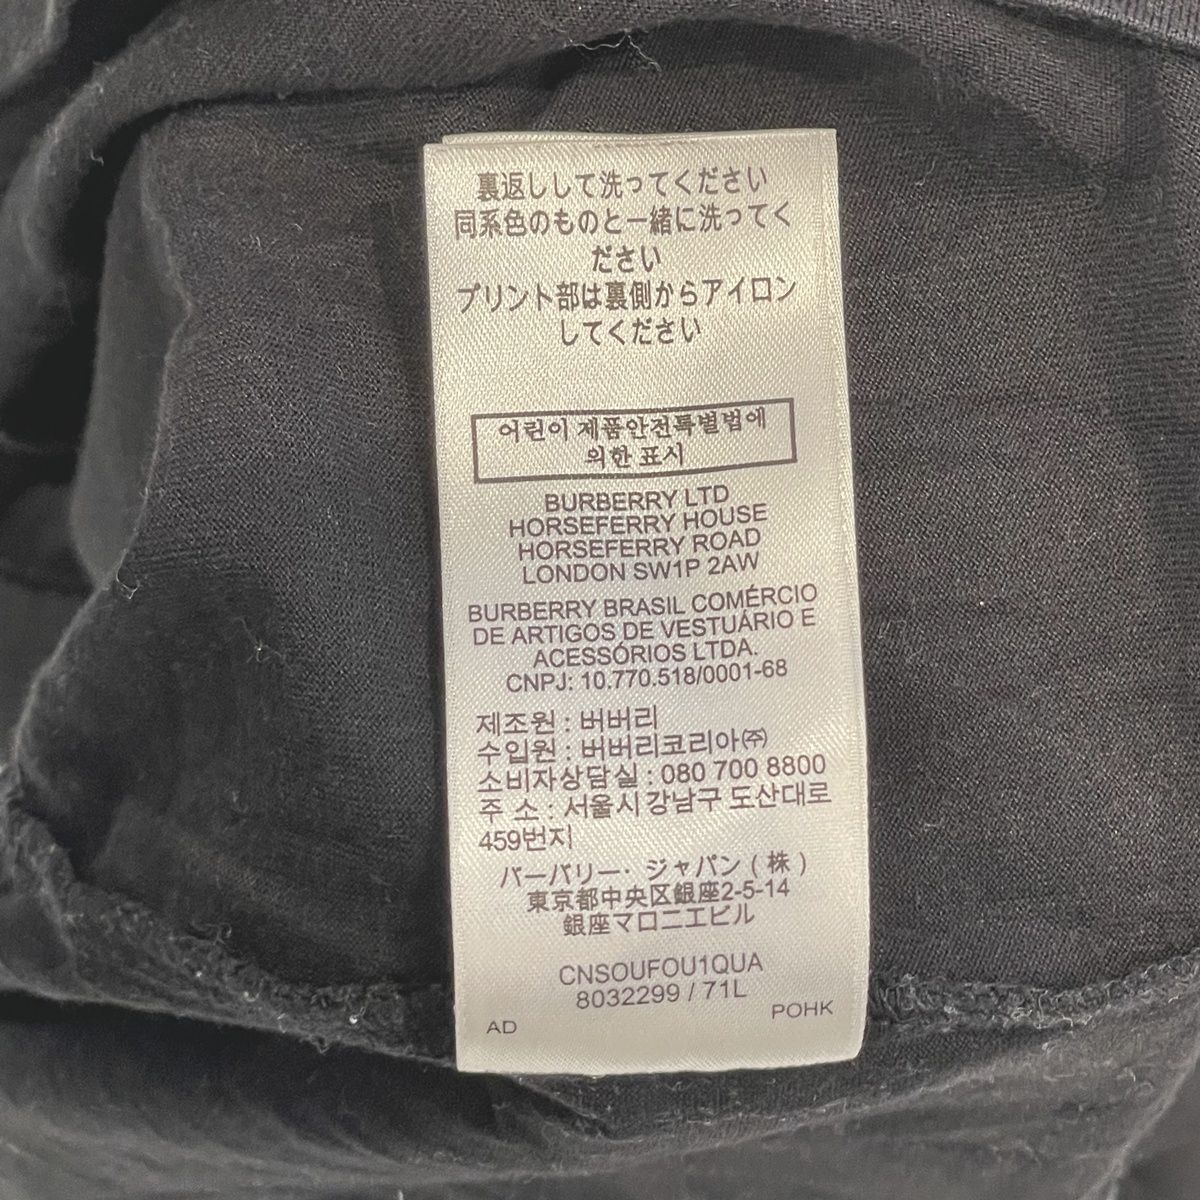 裏返しして洗ってください
同系色のものと一緒に洗ってく
ださい
プリント部は裏側からアイロン
してください
어린이 제품안전특별법에
의한 표시
BURBERRY LTD
HORSEFERRY HOUSE
HORSEFERRY ROAD
LONDON SW1P 2AW
BURBERRY BRASIL COMÉRCIO
DE ARTIGOS DE VESTUÁRIO E
ACESSÓRIOS LTDA.
CNPJ: 10.770.518/0001-68
제조원 : 버버리
수입원 : 버버리코리아㈜
소비자상담실 : 080 700 8800
주 소 : 서울시 강남구 도산대로
459번지
バーバリー・ジャパン ( 株 )
東京都中央区銀座2-5-14
銀座マロニエビル
CNSOUFOU1QUA
8032299 / 71L
AD
POHK